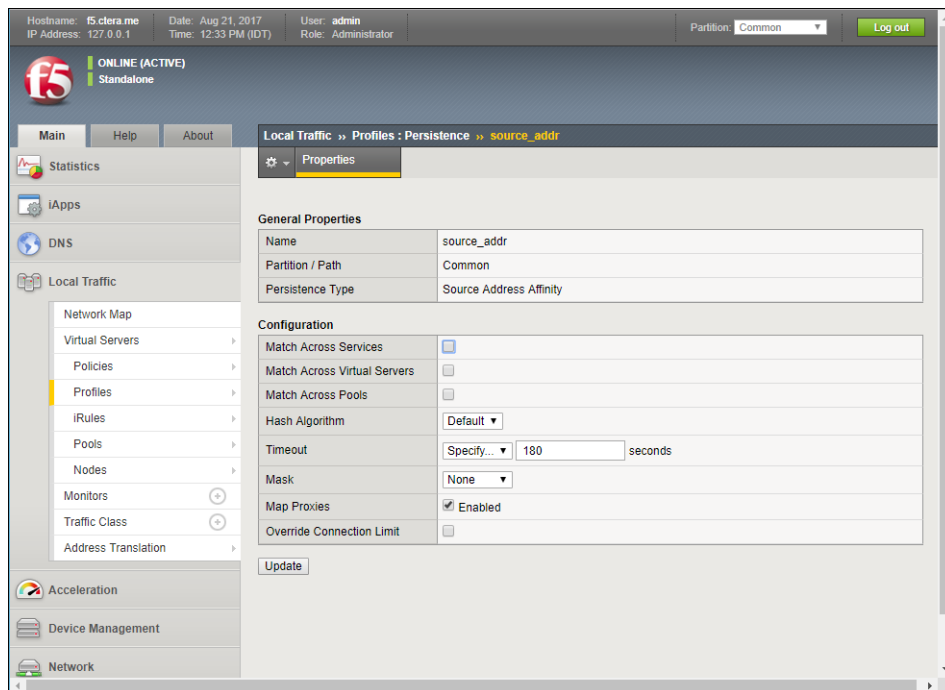 Hostname: f5.clera.me Date: Aug 21, 2017 User: admin
IP Address: 127.0.0.1 Time: 12:33 PM (IDT) Role: Administrator
Partition: Common Log out
f5
ONLINE (ACTIVE)
Standalone
Main Help About
Local Traffic ›› Profiles : Persistence ›› source_addr
Properties
Statistics
iApps
DNS
Local Traffic
Network Map
Virtual Servers
Policies
Profiles
iRules
Pools
Nodes
Monitors
Traffic Class
Address Translation
Acceleration
Device Management
Network
General Properties
Name source_addr
Partition / Path Common
Persistence Type Source Address Affinity
Configuration
Match Across Services
Match Across Virtual Servers
Match Across Pools
Hash Algorithm Default
Timeout Specify... 180 seconds
Mask None
Map Proxies Enabled
Override Connection Limit
Update